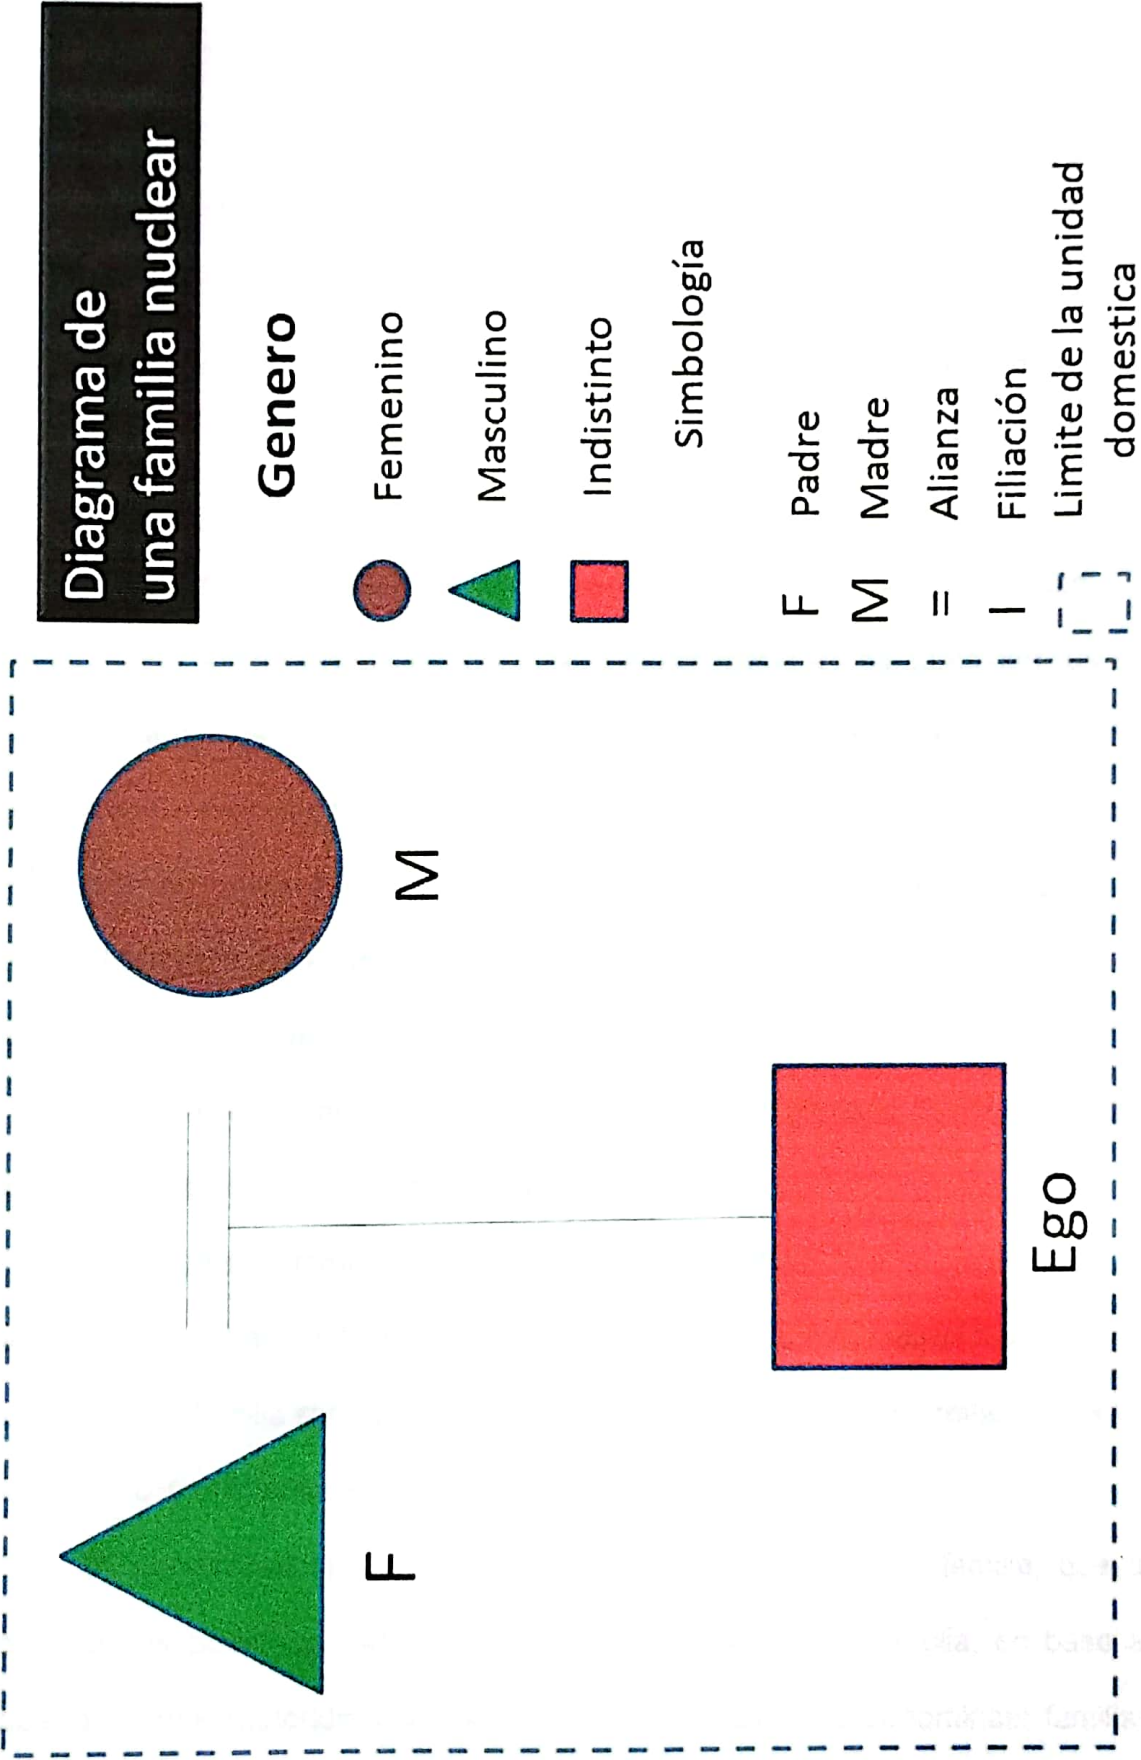 Diagrama de
una familia nuclear
Genero
Femenino
Masculino
Indistinto
Simbología
F Padre
M Madre
= Alianza
I Filiación
Limite de la unidad
domestica
F
M
Ego